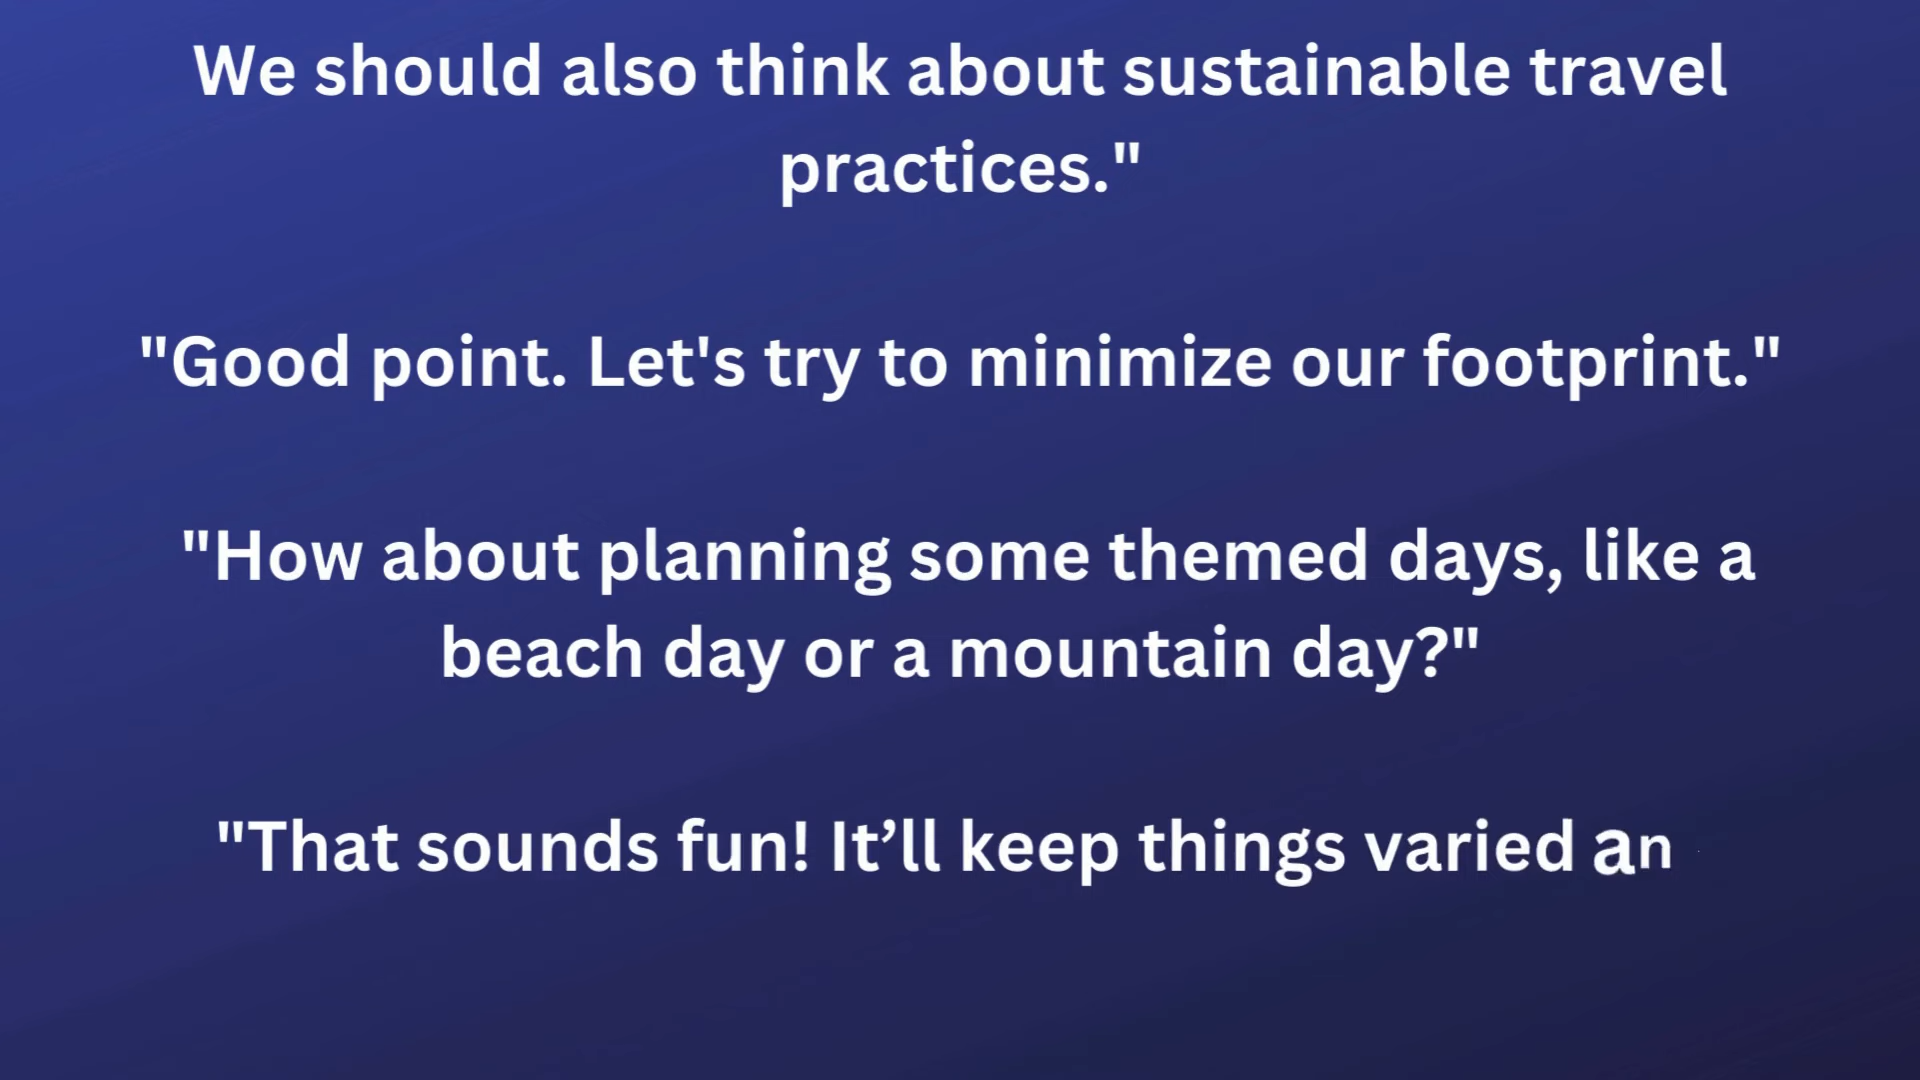 We should also think about sustainable travel
practices."
"Good point. Let's try to minimize our footprint."
"How about planning some themed days, like a
beach day or a mountain day?"
"That sounds fun! It’ll keep things varied an